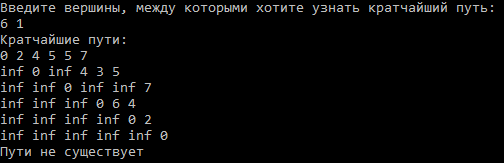 Введите вершины, между которыми хотите узнать кратчайший путь:
6 1
Кратчайшие пути:
0 2 4 5 5 7
inf 0 inf 4 3 5
inf inf 0 inf inf 7
inf inf inf 0 6 4
inf inf inf inf 0 2
inf inf inf inf inf 0
Пути не существует